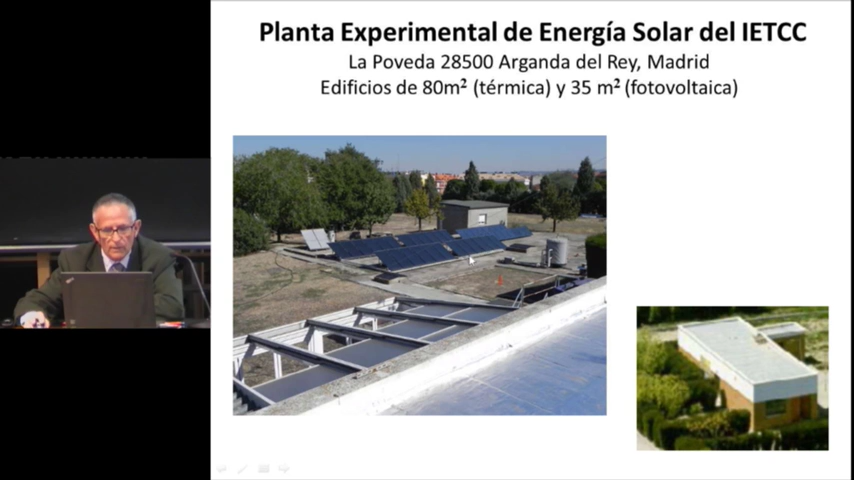 Planta Experimental de Energía Solar del IETCC
La Poveda 28500 Arganda del Rey, Madrid
Edificios de 80m² (térmica) y 35 m² (fotovoltaica)